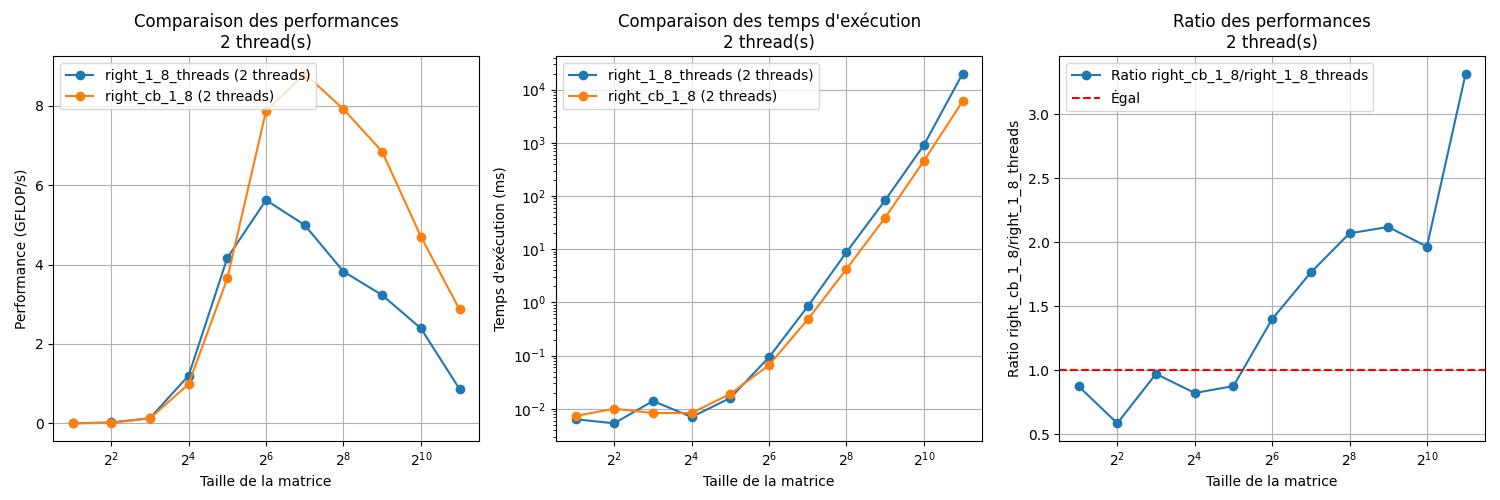 Comparaison des performances
2 thread(s)
right_1_8_threads (2 threads)
right_cb_1_8 (2 threads)
Performance (GFLOP/s)
8
6
4
2
0
2^2
2^4
2^6
2^8
2^10
Taille de la matrice
Comparaison des temps d'exécution
2 thread(s)
right_1_8_threads (2 threads)
right_cb_1_8 (2 threads)
Temps d'exécution (ms)
10^4
10^3
10^2
10^1
10^0
10^−1
10^−2
2^2
2^4
2^6
2^8
2^10
Taille de la matrice
Ratio des performances
2 thread(s)
Ratio right_cb_1_8/right_1_8_threads
Égal
Ratio right_cb_1_8/right_1_8_threads
3.0
2.5
2.0
1.5
1.0
0.5
2^2
2^4
2^6
2^8
2^10
Taille de la matrice